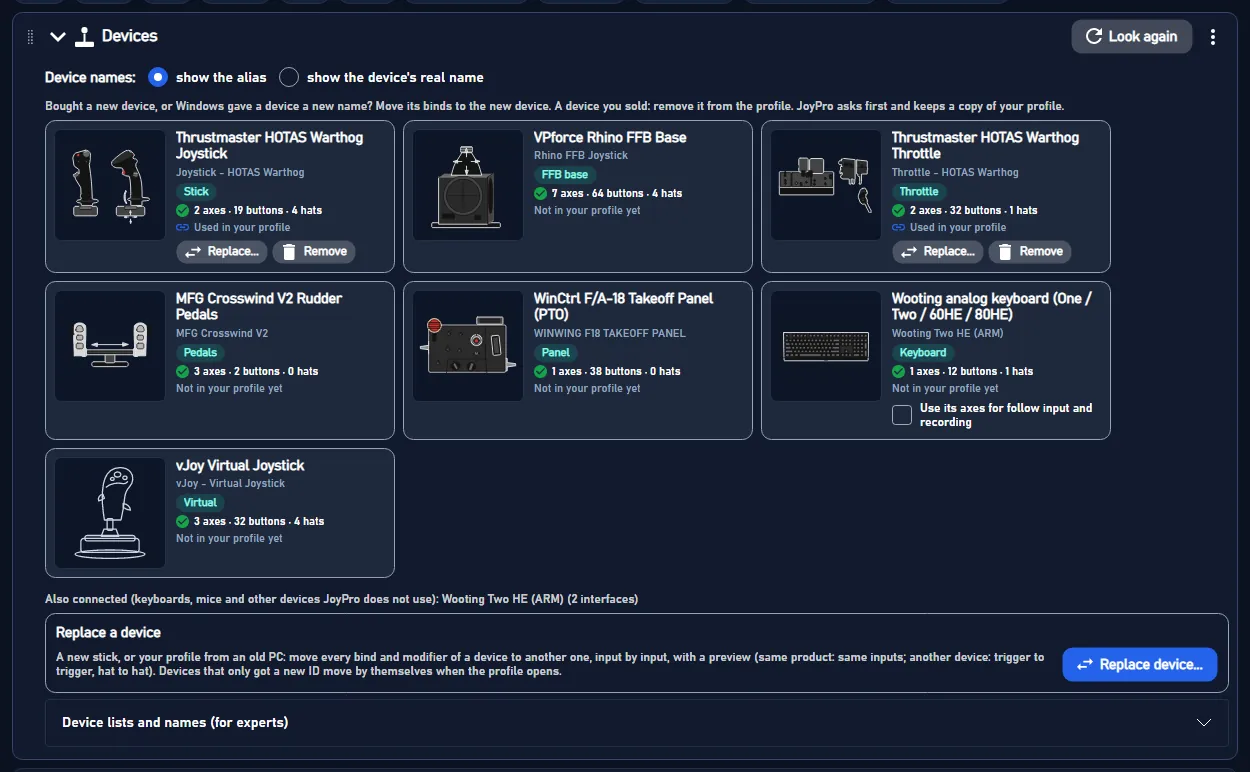 Devices
Look again
Device names: show the alias show the device's real name
Bought a new device, or Windows gave a device a new name? Move its binds to the new device. A device you sold: remove it from the profile. JoyPro asks first and keeps a copy of your profile.
Thrustmaster HOTAS Warthog
Joystick
Joystick - HOTAS Warthog
Stick
2 axes · 19 buttons · 4 hats
Used in your profile
Replace...
Remove
VPforce Rhino FFB Base
Rhino FFB Joystick
FFB base
7 axes · 64 buttons · 4 hats
Not in your profile yet
Thrustmaster HOTAS Warthog
Throttle
Throttle - HOTAS Warthog
Throttle
2 axes · 32 buttons · 1 hats
Used in your profile
Replace...
Remove
MFG Crosswind V2 Rudder
Pedals
MFG Crosswind V2
Pedals
3 axes · 2 buttons · 0 hats
Not in your profile yet
WinCtrl F/A-18 Takeoff Panel
(PTO)
WINWING F18 TAKEOFF PANEL
Panel
1 axes · 38 buttons · 0 hats
Not in your profile yet
Wooting analog keyboard (One /
Two / 60HE / 80HE)
Wooting Two HE (ARM)
Keyboard
1 axes · 12 buttons · 1 hats
Not in your profile yet
Use its axes for follow input and
recording
vJoy Virtual Joystick
vJoy - Virtual Joystick
Virtual
3 axes · 32 buttons · 4 hats
Not in your profile yet
Also connected (keyboards, mice and other devices JoyPro does not use): Wooting Two HE (ARM) (2 interfaces)
Replace a device
A new stick, or your profile from an old PC: move every bind and modifier of a device to another one, input by input, with a preview (same product: same inputs; another device: trigger to
trigger, hat to hat). Devices that only got a new ID move by themselves when the profile opens.
Replace device...
Device lists and names (for experts)